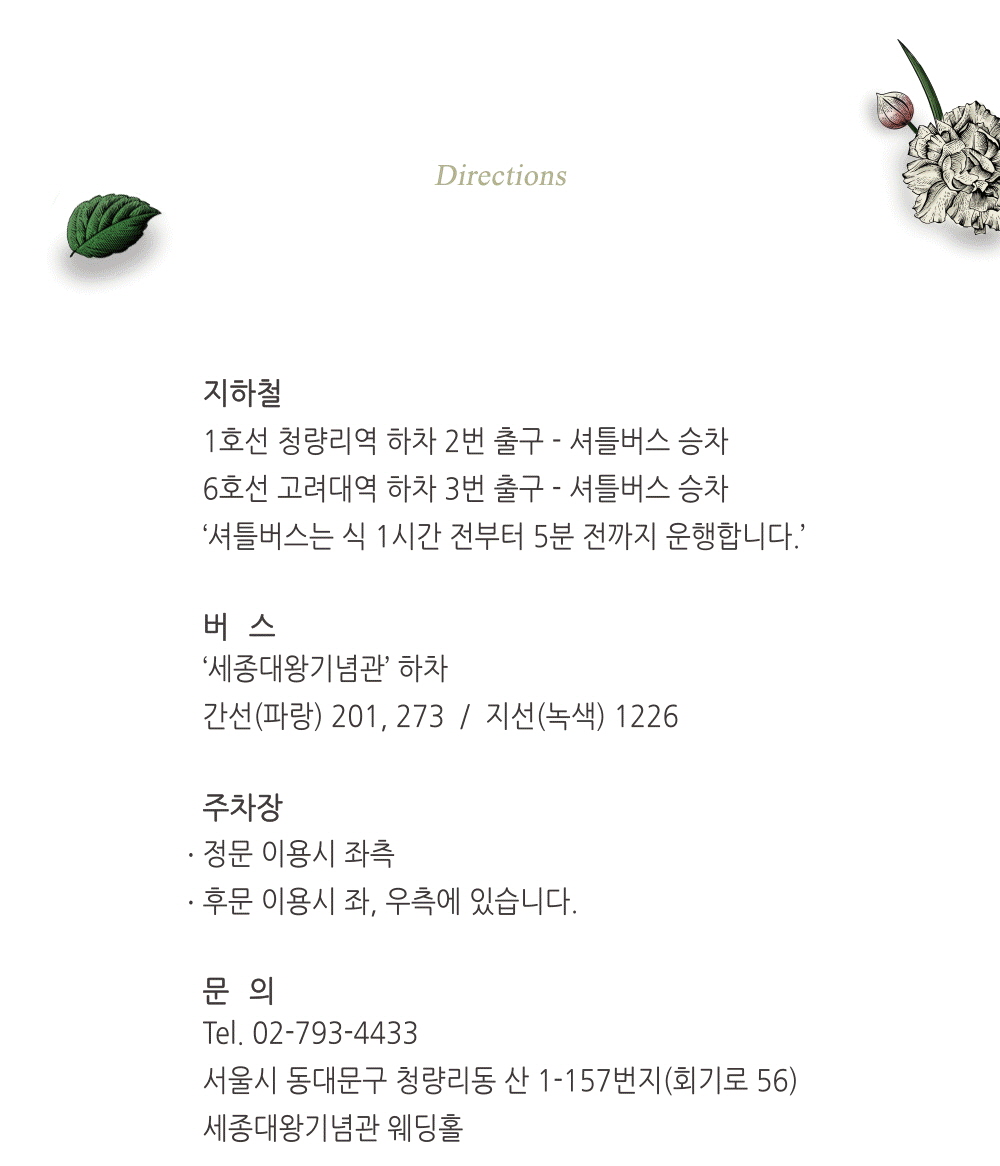 Directions
지하철
1호선 청량리역 하차 2번 출구 - 셔틀버스 승차
6호선 고려대역 하차 3번 출구 - 셔틀버스 승차
‘셔틀버스는 식 1시간 전부터 5분 전까지 운행합니다.’
버 스
‘세종대왕기념관’ 하차
간선(파랑) 201, 273 / 지선(녹색) 1226
주차장
· 정문 이용시 좌측
· 후문 이용시 좌, 우측에 있습니다.
문 의
Tel. 02-793-4433
서울시 동대문구 청량리동 산 1-157번지(회기로 56)
세종대왕기념관 웨딩홀